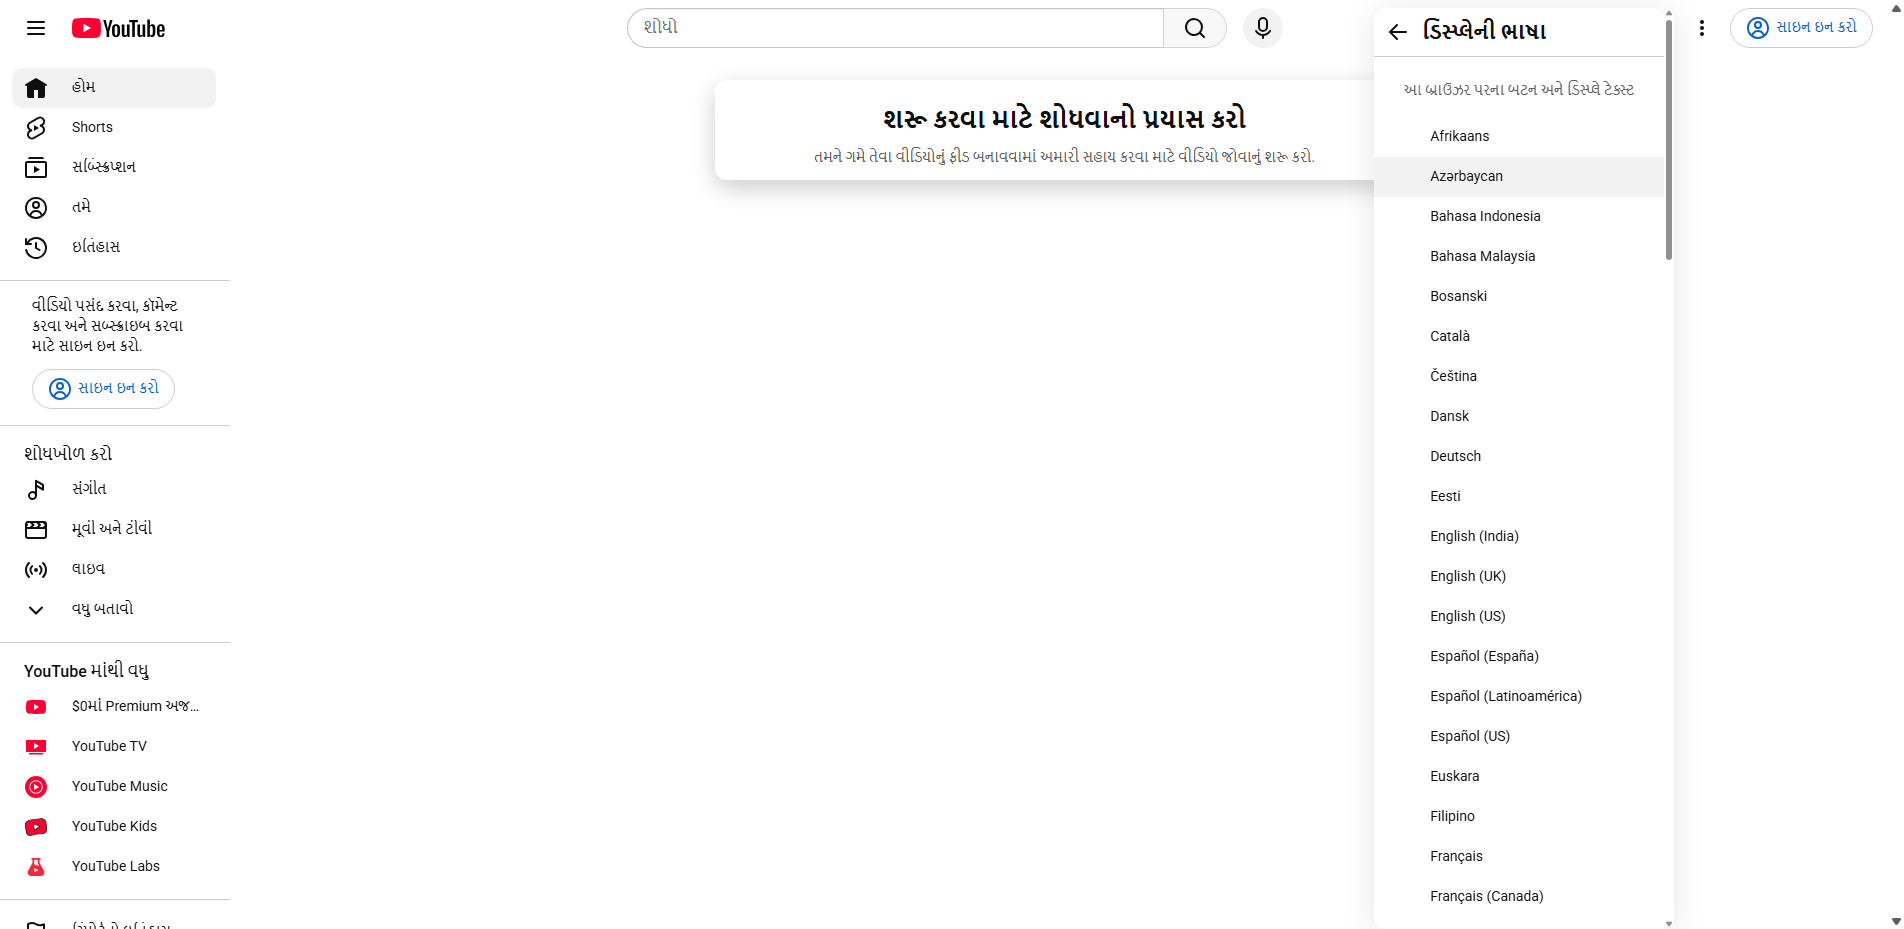 YouTube
શોધો
સાઇન ઇન કરો
હોમ
Shorts
સબ્સ્ક્રિપ્શન
તમે
ઇતિહાસ
વીડિયો પસંદ કરવા, કૉમેન્ટ
કરવા અને સબ્સ્ક્રાઇબ કરવા
માટે સાઇન ઇન કરો.
સાઇન ઇન કરો
શોધખોળ કરો
સંગીત
મૂવી અને ટીવી
લાઇવ
વધુ બતાવો
YouTube માંથી વધુ
$0માં Premium અજ...
YouTube TV
YouTube Music
YouTube Kids
YouTube Labs
શરૂ કરવા માટે શોધવાનો પ્રયાસ કરો
તમને ગમે તેવા વીડિયોનું ફીડ બનાવવામાં અમારી સહાય કરવા માટે વીડિયો જોવાનું શરૂ કરો.
ડિસ્પ્લેની ભાષા
આ બ્રાઉઝર પરના બટન અને ડિસ્પ્લે ટેક્સ્ટ
Afrikaans
Azərbaycan
Bahasa Indonesia
Bahasa Malaysia
Bosanski
Català
Čeština
Dansk
Deutsch
Eesti
English (India)
English (UK)
English (US)
Español (España)
Español (Latinoamérica)
Español (US)
Euskara
Filipino
Français
Français (Canada)